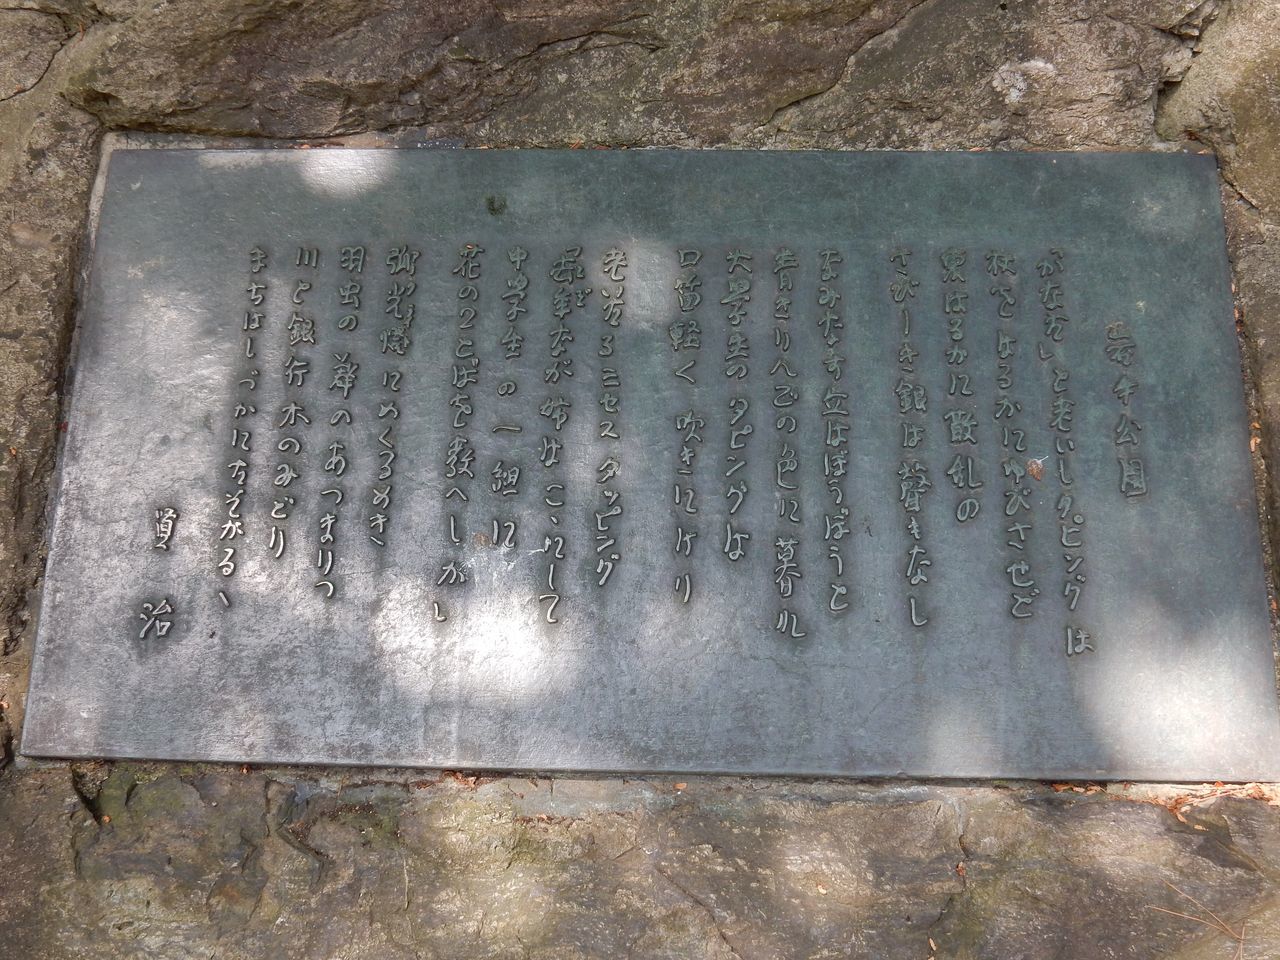 岩手公園
「かなた」と老いしタピングは
杖をはるかにゆびさせど
東はるかに散乱の
さびしき銀は聲もなし
なみなす丘はぼうぼうと
青きりんごの色に暮れ
大学生のタピングは
口笛軽く吹きにけり
老いたるミセスタッピング
去年なが姉はこゝにして
中学生の一組に
花のことばを教へしか
弧光燈にめくるめき
羽虫の群のあつまりつ
川と銀行木のみどり
まちはしづかにたそがるゝ
賢治